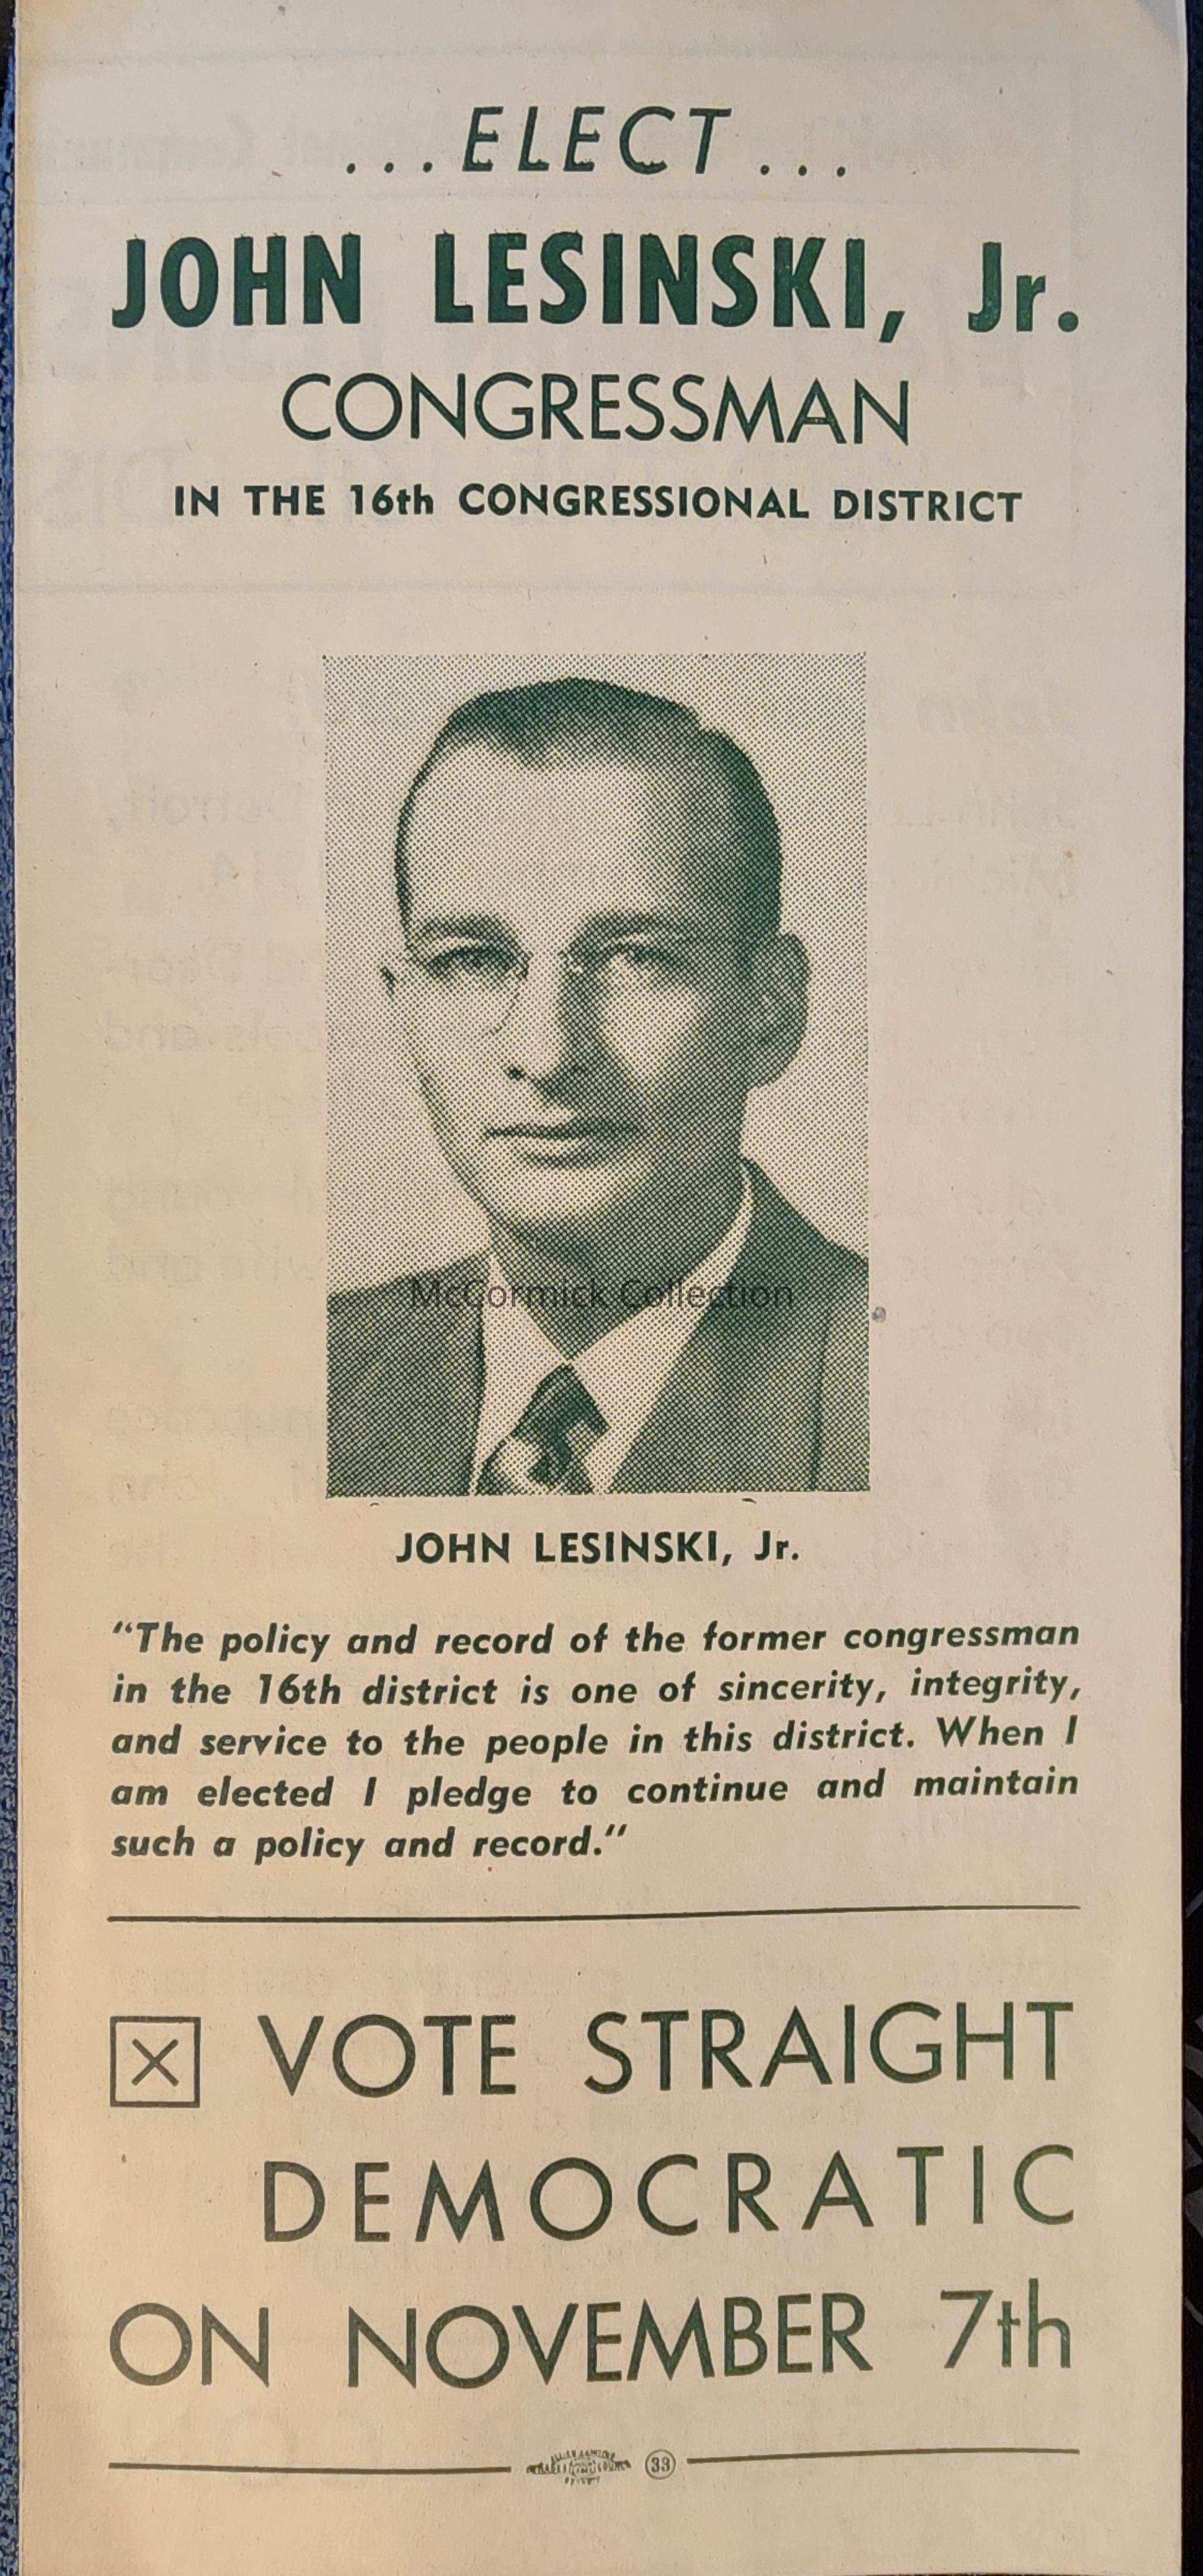 ...ELECT...
JOHN LESINSKI, Jr.
CONGRESSMAN
IN THE 16th CONGRESSIONAL DISTRICT
McCormick Collection
JOHN LESINSKI, Jr.
"The policy and record of the former congressman
in the 16th district is one of sincerity, integrity,
and service to the people in this district. When I
am elected I pledge to continue and maintain
such a policy and record."
VOTE STRAIGHT
DEMOCRATIC
ON NOVEMBER 7th
33